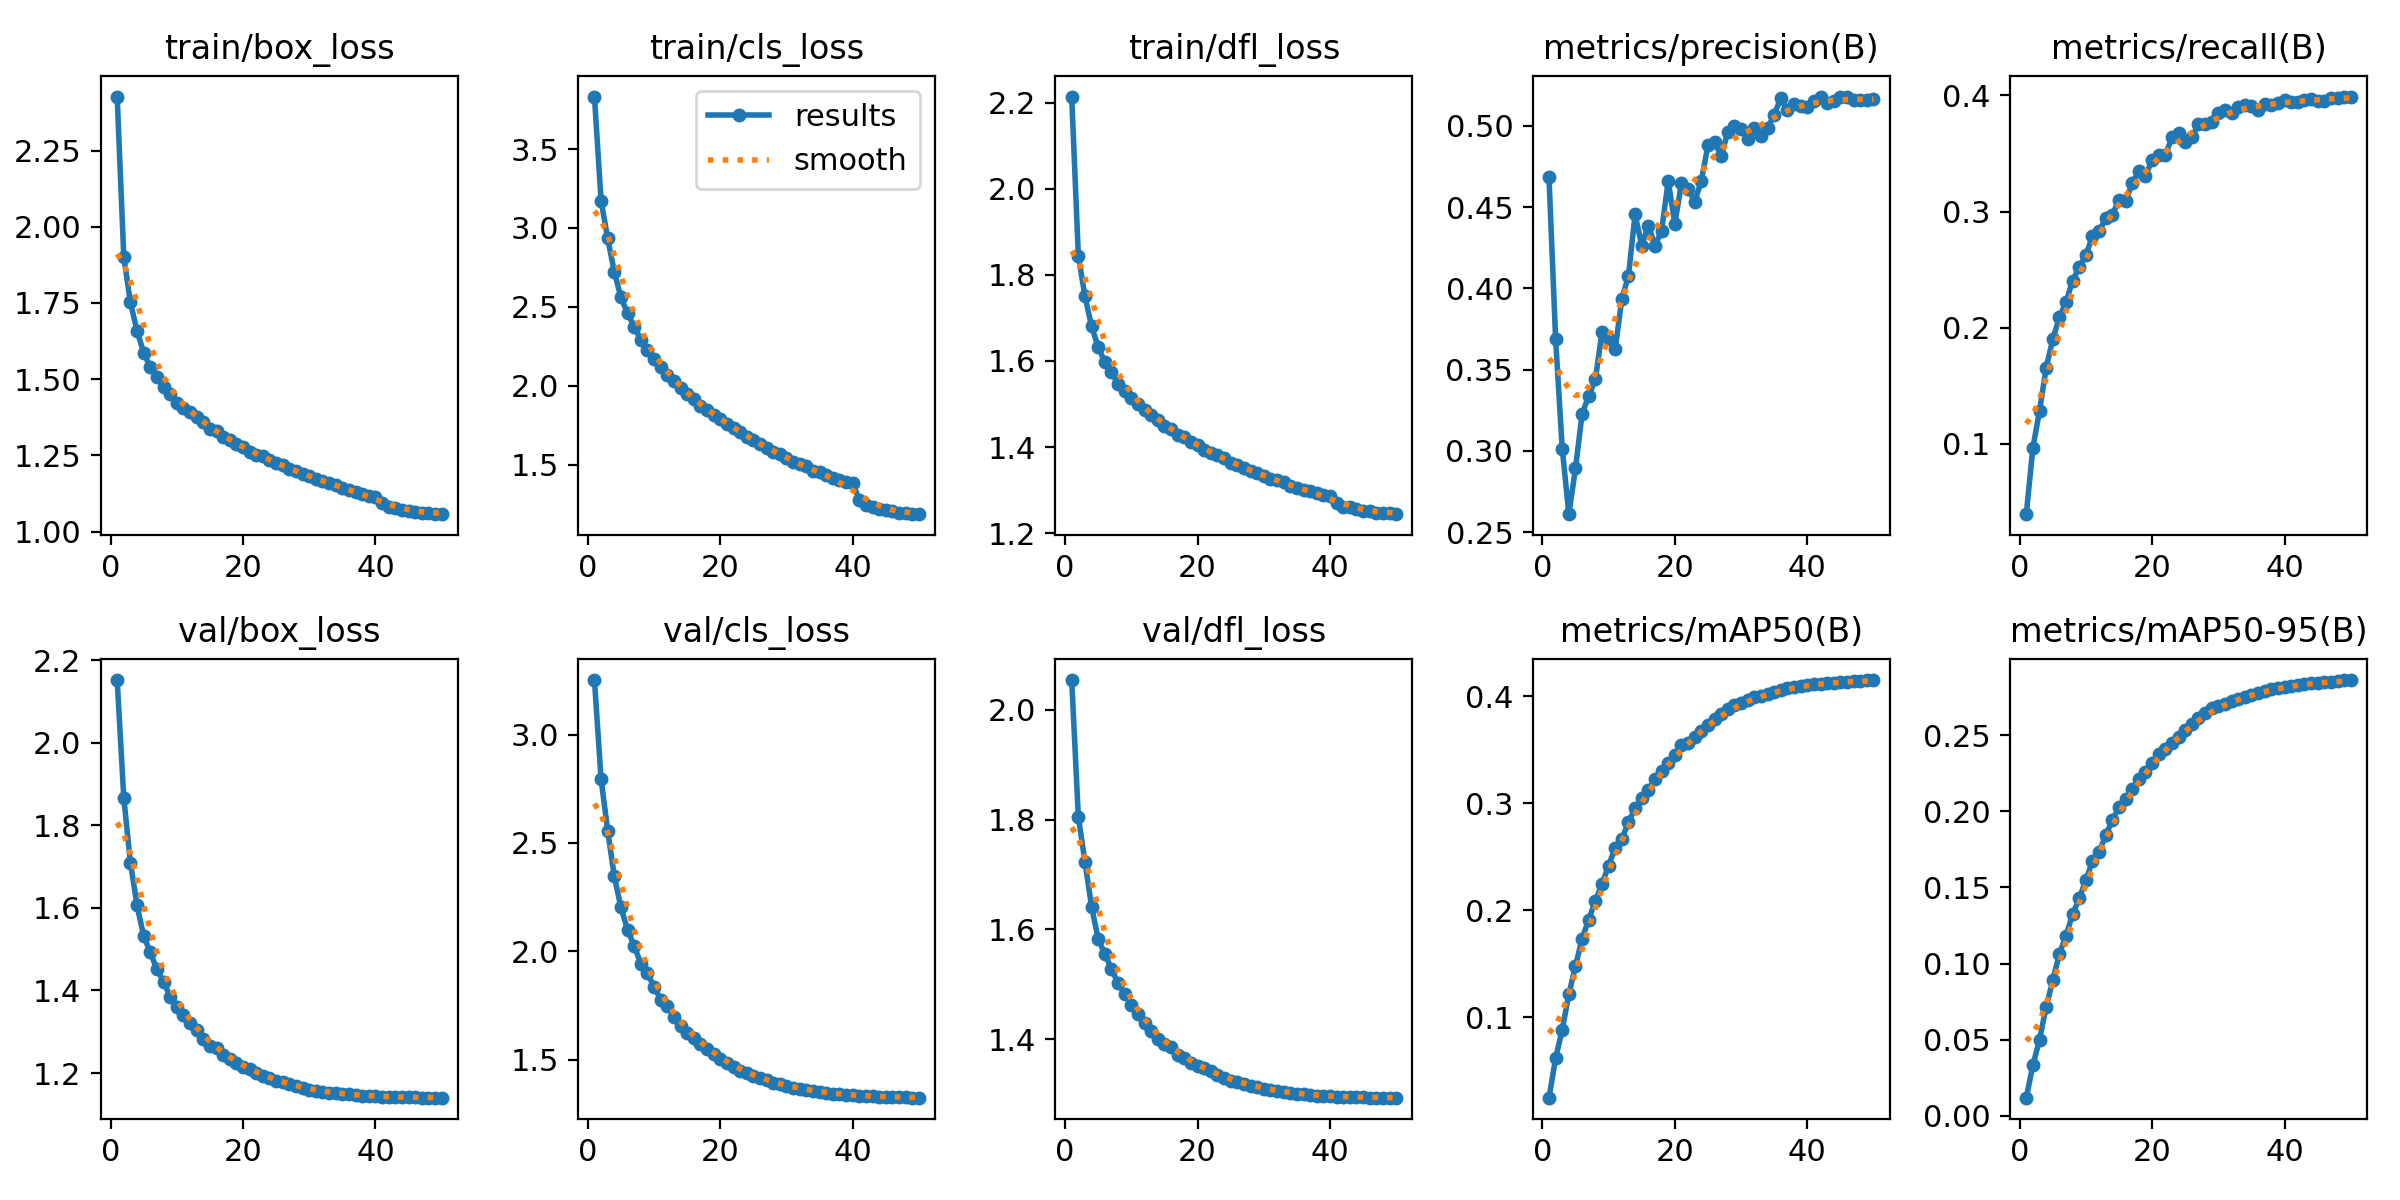 train/box_loss
2.25
2.00
1.75
1.50
1.25
1.00
0 20 40
train/cls_loss
results
smooth
3.5
3.0
2.5
2.0
1.5
0 20 40
train/dfl_loss
2.2
2.0
1.8
1.6
1.4
1.2
0 20 40
metrics/precision(B)
0.50
0.45
0.40
0.35
0.30
0.25
0 20 40
metrics/recall(B)
0.4
0.3
0.2
0.1
0 20 40
val/box_loss
2.2
2.0
1.8
1.6
1.4
1.2
0 20 40
val/cls_loss
3.0
2.5
2.0
1.5
0 20 40
val/dfl_loss
2.0
1.8
1.6
1.4
0 20 40
metrics/mAP50(B)
0.4
0.3
0.2
0.1
0 20 40
metrics/mAP50-95(B)
0.25
0.20
0.15
0.10
0.05
0.00
0 20 40